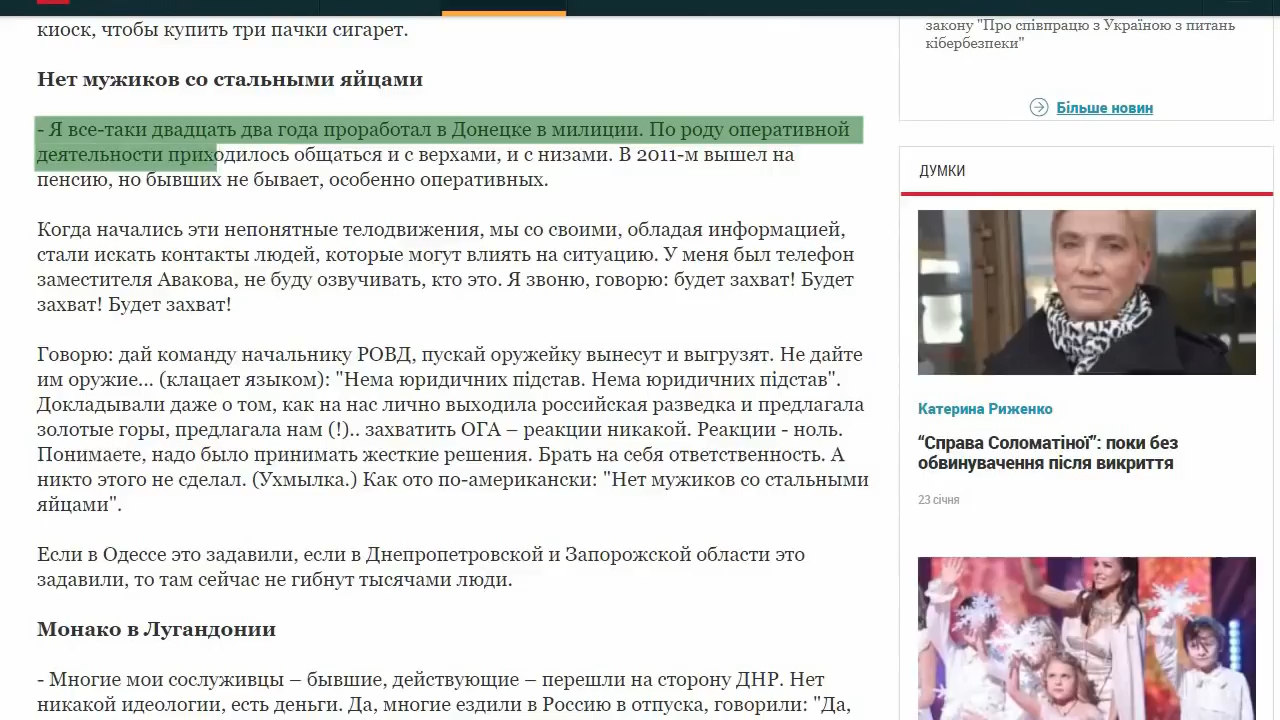 киоск, чтобы купить три пачки сигарет.
Нет мужиков со стальными яйцами
- Я все-таки двадцать два года проработал в Донецке в милиции. По роду оперативной
деятельности приходилось общаться и с верхами, и с низами. В 2011-м вышел на
пенсию, но бывших не бывает, особенно оперативных.
Когда начались эти непонятные телодвижения, мы со своими, обладая информацией,
стали искать контакты людей, которые могут влиять на ситуацию. У меня был телефон
заместителя Авакова, не буду озвучивать, кто это. Я звоню, говорю: будет захват! Будет
захват! Будет захват!
Говорю: дай команду начальнику РОВД, пускай оружейку вынесут и выгрузят. Не дайте
им оружие... (клацает языком): "Нема юридичних підстав. Нема юридичних підстав".
Докладывали даже о том, как на нас лично выходила российская разведка и предлагала
золотые горы, предлагала нам (!).. захватить ОГА – реакции никакой. Реакции - ноль.
Понимаете, надо было принимать жесткие решения. Брать на себя ответственность. А
никто этого не сделал. (Ухмылка.) Как ото по-американски: "Нет мужиков со стальными
яйцами".
Если в Одессе это задавили, если в Днепропетровской и Запорожской области это
задавили, то там сейчас не гибнут тысячами люди.
Монако в Лугандонии
- Многие мои сослуживцы – бывшие, действующие – перешли на сторону ДНР. Нет
никакой идеологии, есть деньги. Да, многие ездили в Россию в отпуска, говорили: "Да,
закону "Про співпрацю з Україною з питань
кібербезпеки"
Більше новин
ДУМКИ
Катерина Риженко
“Справа Соломатіної”: поки без
обвинувачення після викриття
23 січня